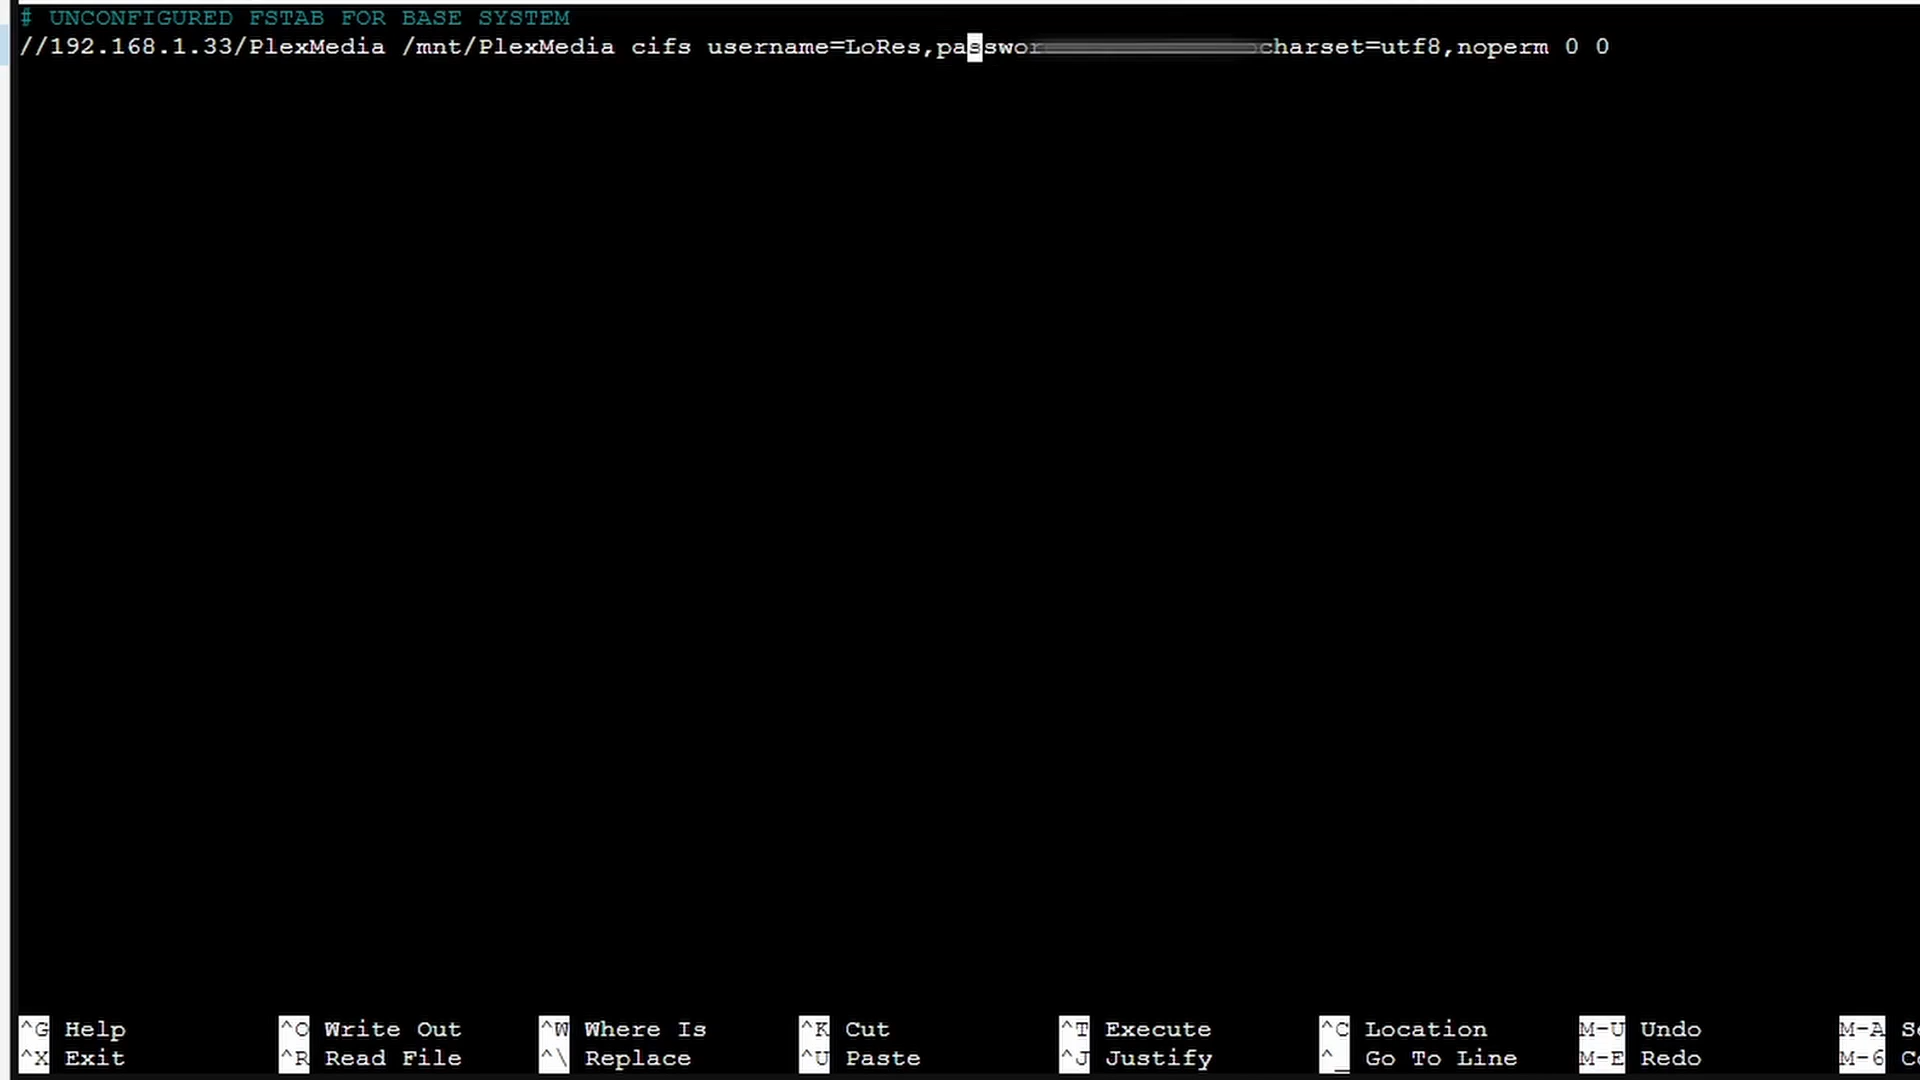 # UNCONFIGURED FSTAB FOR BASE SYSTEM
//192.168.1.33/PlexMedia /mnt/PlexMedia cifs username=LoRes,passwor charset=utf8,noperm 0 0
^G Help ^O Write Out ^W Where Is ^K Cut ^T Execute ^C Location M-U Undo M-A
^X Exit ^R Read File ^\ Replace ^U Paste ^J Justify ^_ Go To Line M-E Redo M-6